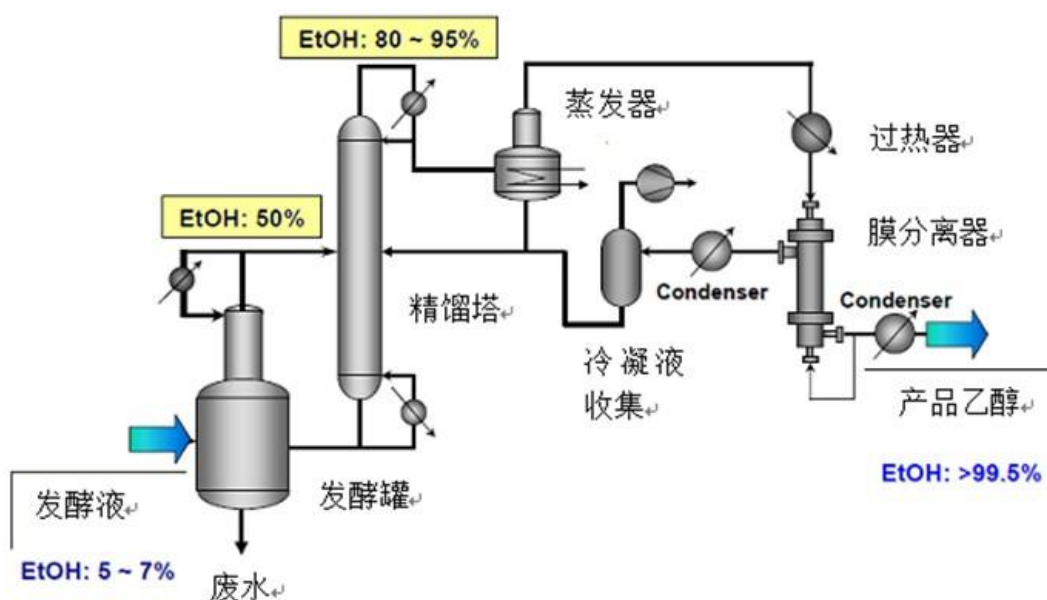 EtOH: 80 ~ 95%
蒸发器
过热器
EtOH: 50%
膜分离器
Condenser
Condenser
精馏塔
冷凝液
收集
产品乙醇
EtOH: >99.5%
发酵液
发酵罐
EtOH: 5 ~ 7%
废水